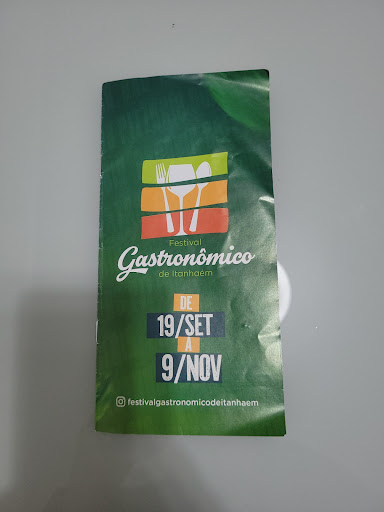 Festival
Gastronômico
de Itanhaém
DE
19/SET
A
9/NOV
festivalgastronomicodeitanhaem